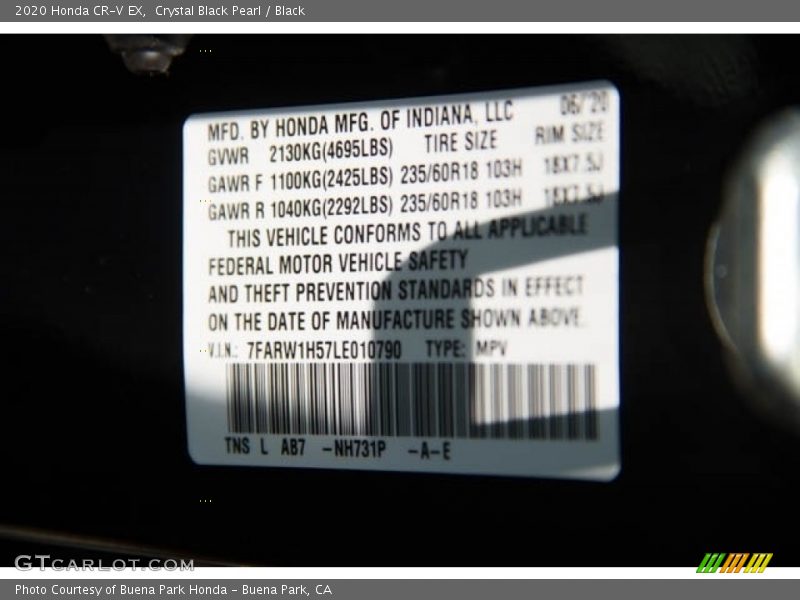 2020 Honda CR-V EX,  Crystal Black Pearl / Black
06/'20
MFD. BY HONDA MFG. OF INDIANA, LLC
GVWR 2130KG(4695LBS) TIRE SIZE RIM SIZE
GAWR F 1100KG(2425LBS) 235/60R18 103H 18X7.5J
GAWR R 1040KG(2292LBS) 235/60R18 103H 18X7.5J
THIS VEHICLE CONFORMS TO ALL APPLICABLE
FEDERAL MOTOR VEHICLE SAFETY
AND THEFT PREVENTION STANDARDS IN EFFECT
ON THE DATE OF MANUFACTURE SHOWN ABOVE.
V.I.N.: 7FARW1H57LE010790 TYPE: MPV
TNS L AB7 -NH731P -A-E
GTCARLOT.COM
Photo Courtesy of Buena Park Honda - Buena Park, CA